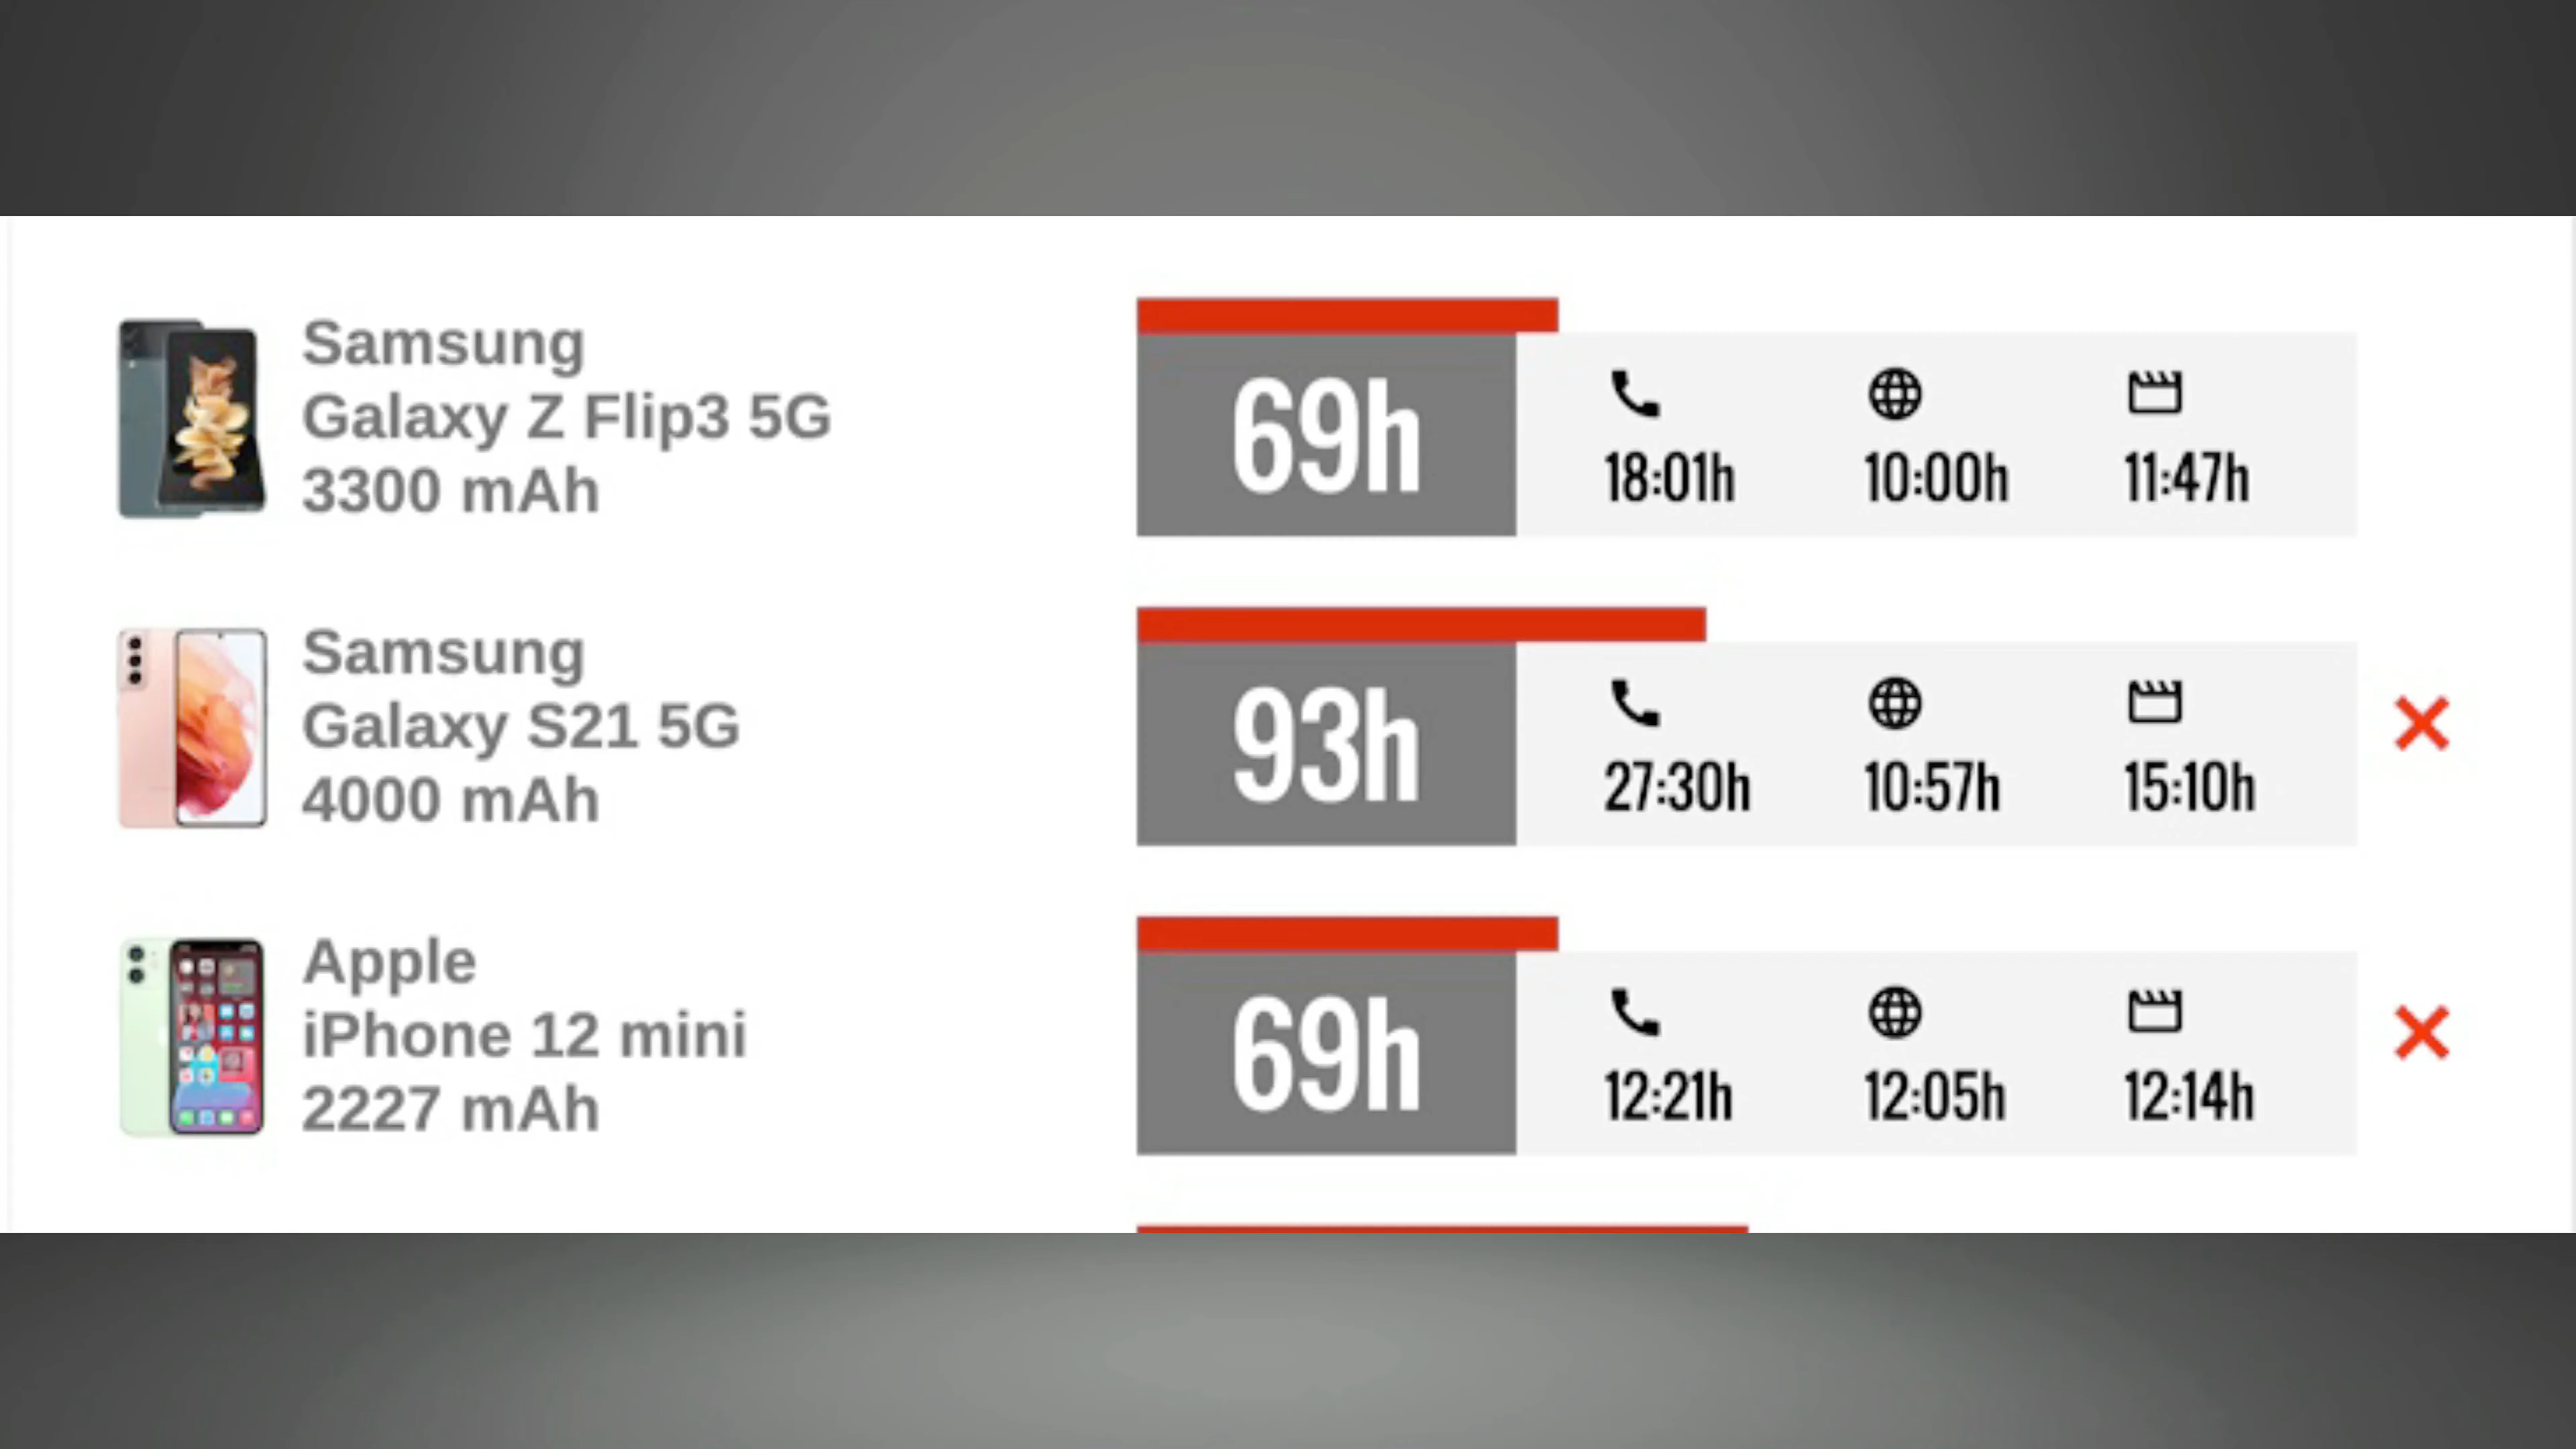 Samsung
Galaxy Z Flip3 5G
3300 mAh
69h
18:01h
10:00h
11:47h
Samsung
Galaxy S21 5G
4000 mAh
93h
27:30h
10:57h
15:10h
Apple
iPhone 12 mini
2227 mAh
69h
12:21h
12:05h
12:14h